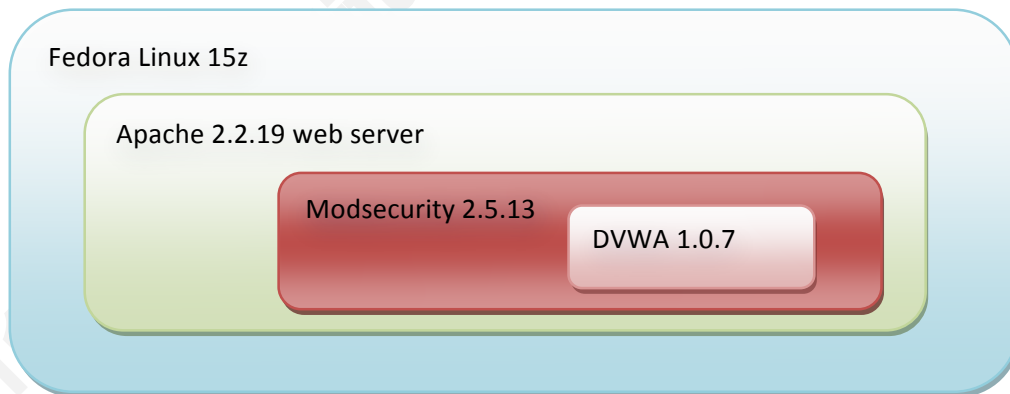 Fedora Linux 15z
Apache 2.2.19 web server
Modsecurity 2.5.13
DVWA 1.0.7